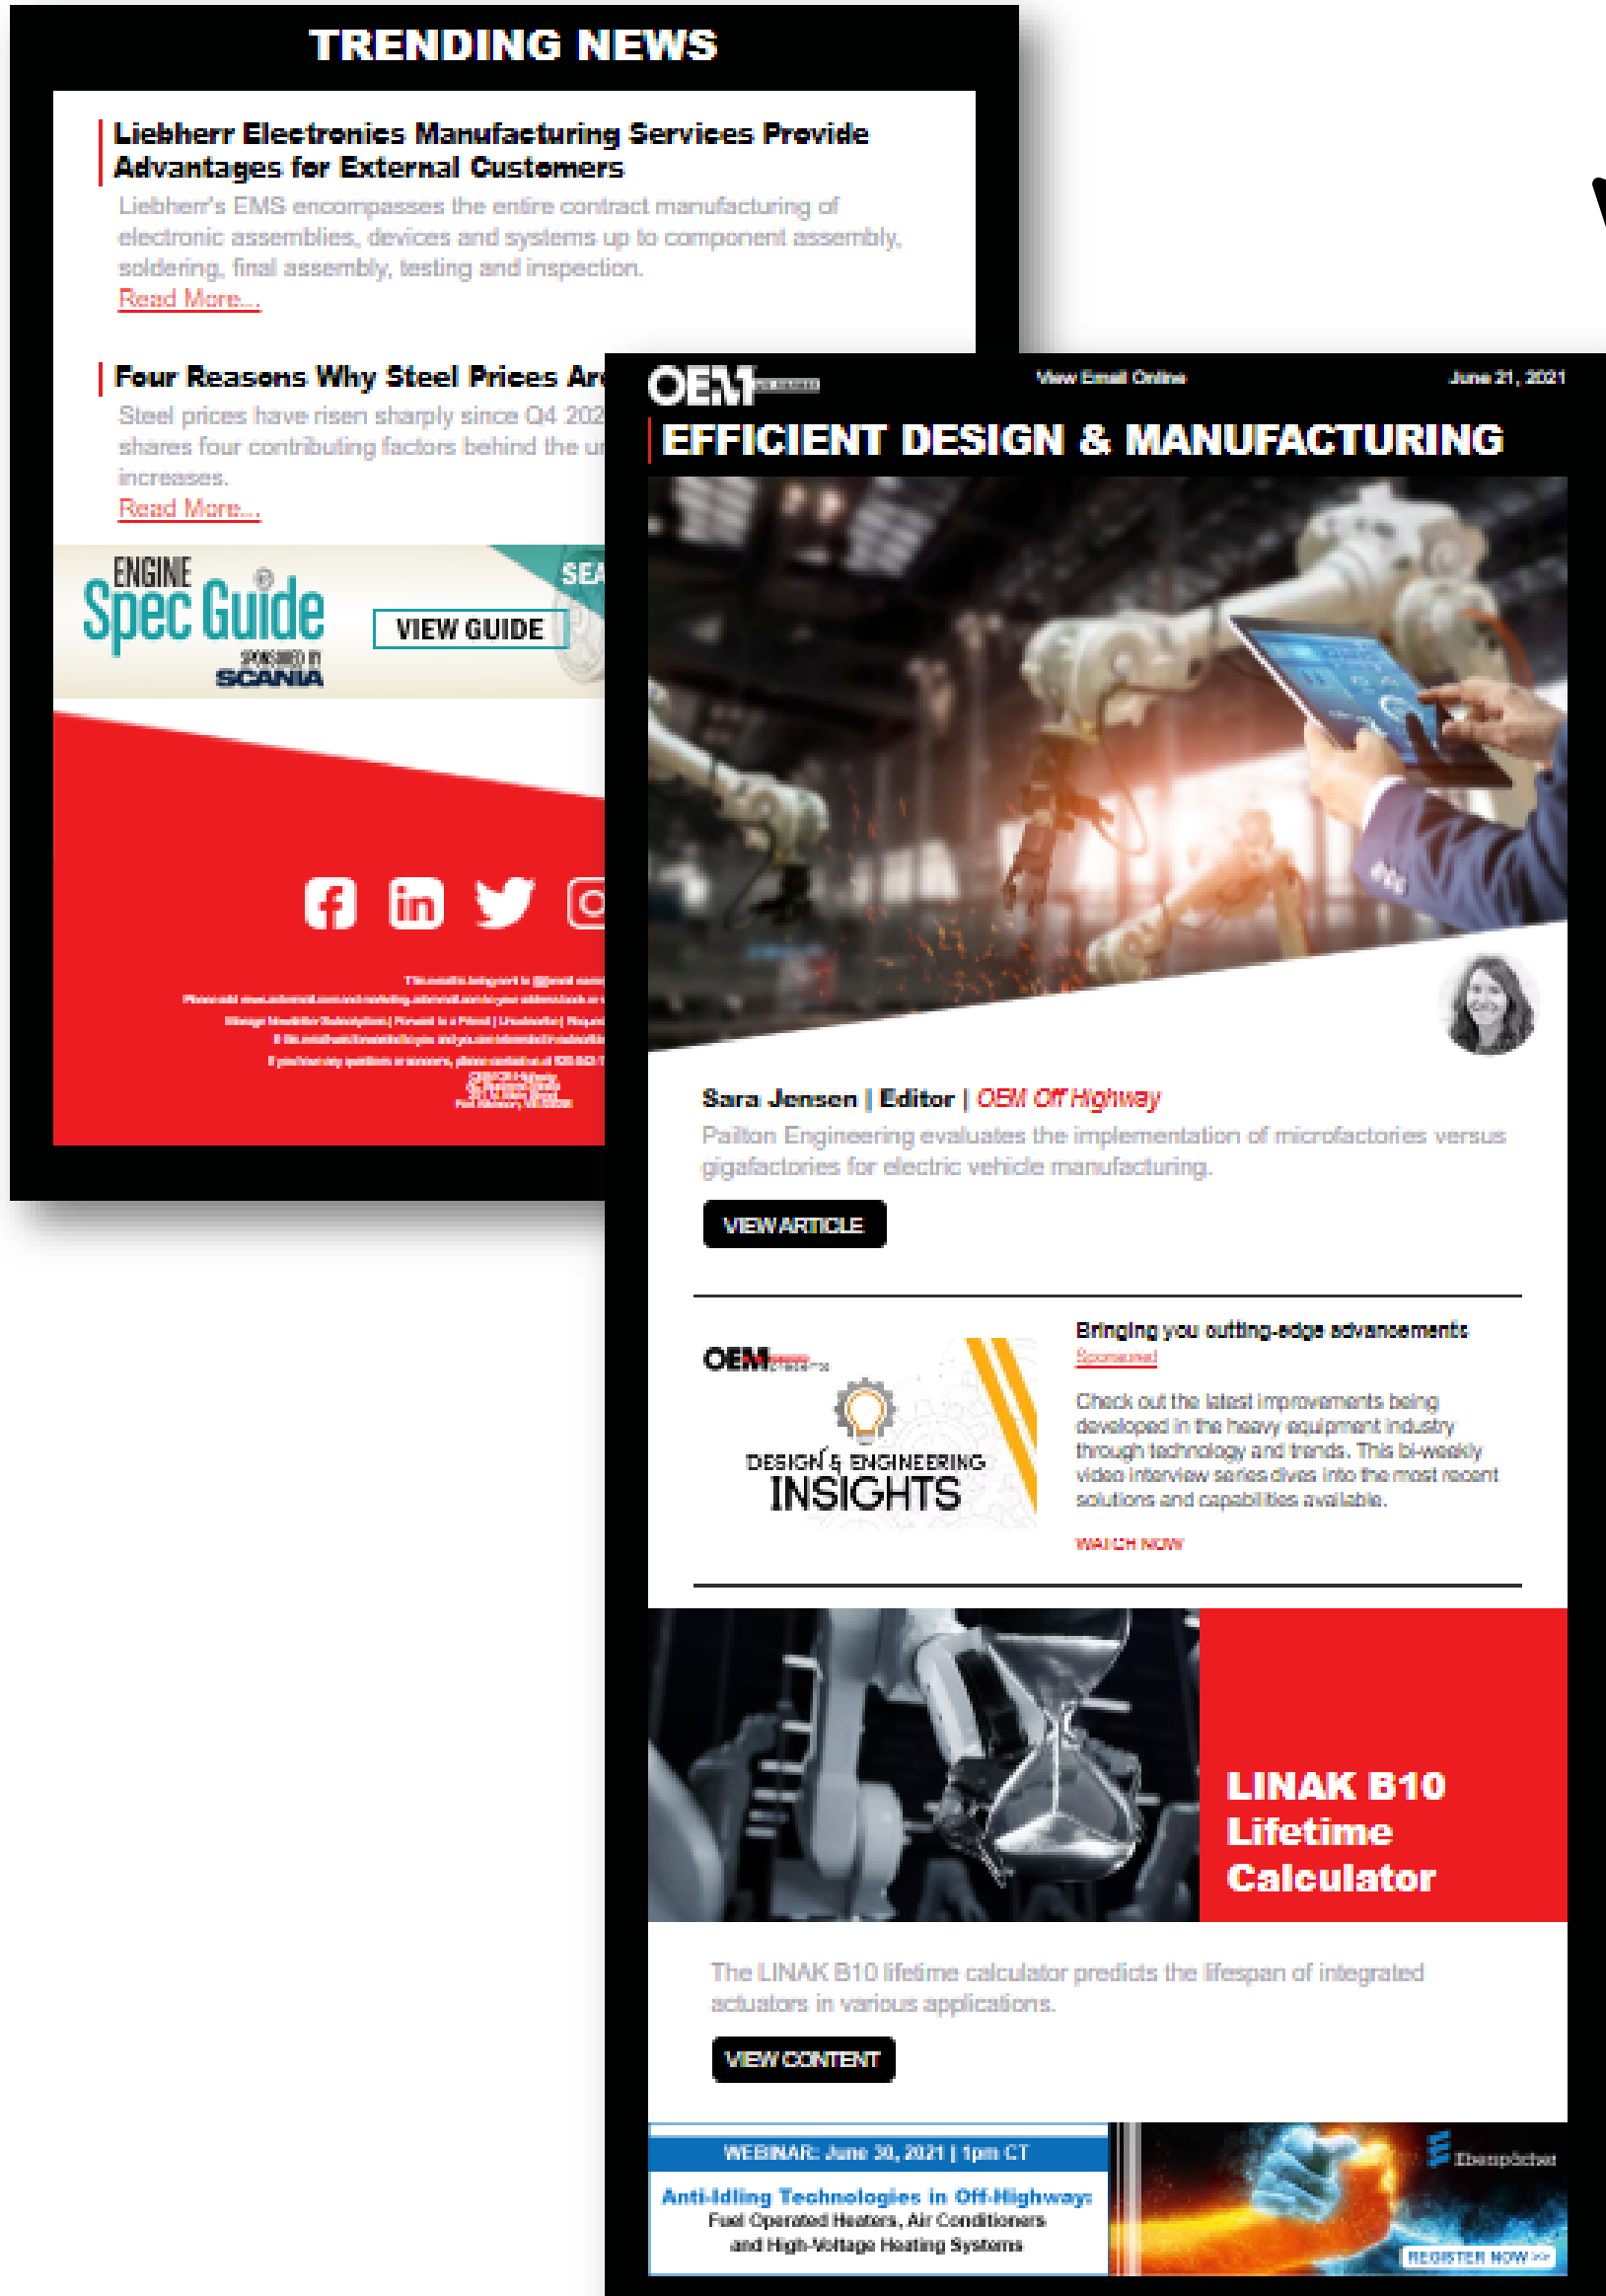 TRENDING NEWS
Liebherr Electronics Manufacturing Services Provide
Advantages for External Customers
Liebherr's EMS encompasses the entire contract manufacturing of
electronic assemblies, devices and systems up to component assembly,
soldering, final assembly, testing and inspection.
Read More...
Four Reasons Why Steel Prices Are
Steel prices have risen sharply since Q4 202
shares four contributing factors behind the
increases.
Read More...
ENGINE
Spec Guide
SPONSORED BY
SCANIA
VIEW GUIDE
SEA
OEM
View Email Online
June 21, 2021
EFFICIENT DESIGN & MANUFACTURING
Sara Jensen | Editor | OEM Off Highway
Pailton Engineering evaluates the implementation of microfactories versus
gigafactories for electric vehicle manufacturing.
VIEW ARTICLE
OEM
DESIGN & ENGINEERING
INSIGHTS
Bringing you cutting-edge advancements
Sponsored
Check out the latest improvements being
developed in the heavy equipment industry
through technology and trends. This bi-weekly
video interview series dives into the most recent
solutions and capabilities available.
WATCH NOW
LINAK B10
Lifetime
Calculator
The LINAK B10 lifetime calculator predicts the lifespan of integrated
actuators in various applications.
VIEW CONTENT
WEBINAR: June 30, 2021 | 1pm CT
Anti-Idling Technologies in Off-Highway:
Fuel Operated Heaters, Air Conditioners
and High-Voltage Heating Systems
Eberspächer
REGISTER NOW >>